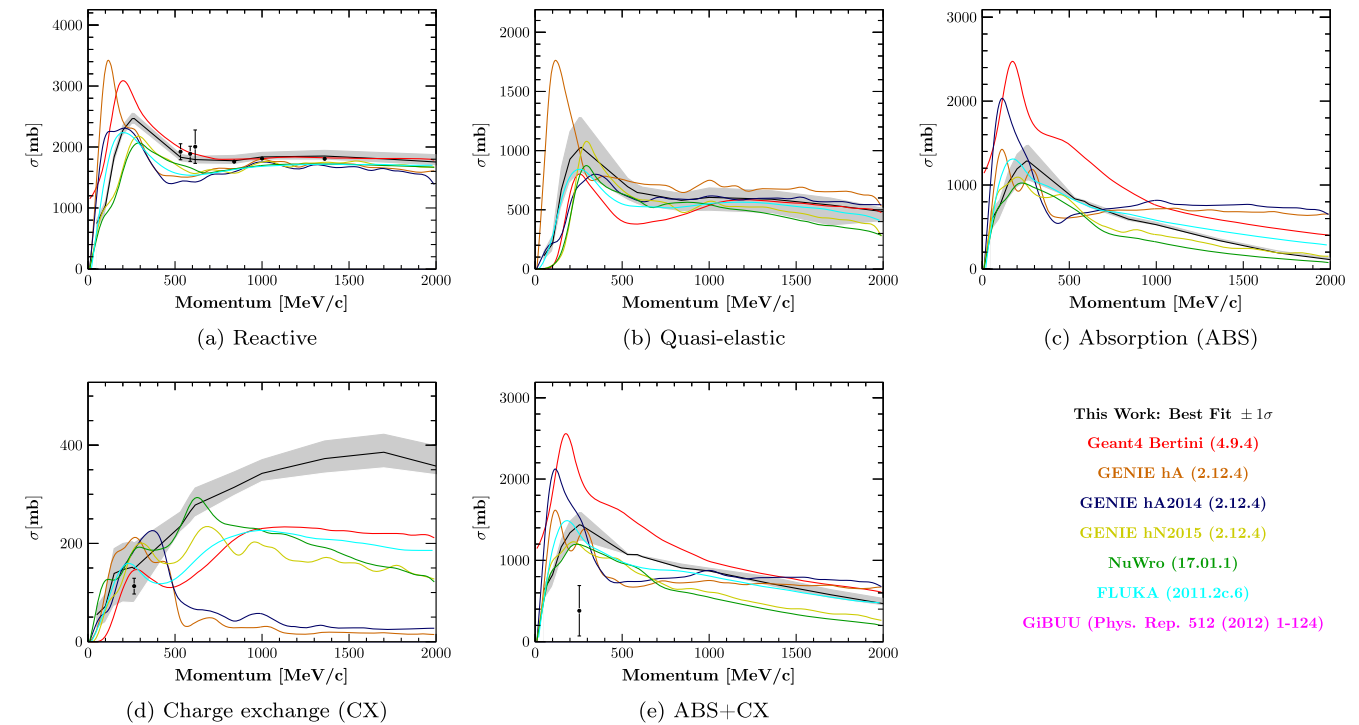 4000
3000
2000
1000
0
σ[mb]
0 500 1000 1500 2000
Momentum [MeV/c]
(a) Reactive
2000
1500
1000
500
0
σ[mb]
0 500 1000 1500 2000
Momentum [MeV/c]
(b) Quasi-elastic
3000
2000
1000
0
σ[mb]
0 500 1000 1500 2000
Momentum [MeV/c]
(c) Absorption (ABS)
400
200
0
σ[mb]
0 500 1000 1500 2000
Momentum [MeV/c]
(d) Charge exchange (CX)
3000
2000
1000
0
σ[mb]
0 500 1000 1500 2000
Momentum [MeV/c]
(e) ABS+CX
This Work: Best Fit ±1σ
Geant4 Bertini (4.9.4)
GENIE hA (2.12.4)
GENIE hA2014 (2.12.4)
GENIE hN2015 (2.12.4)
NuWro (17.01.1)
FLUKA (2011.2c.6)
GiBUU (Phys. Rep. 512 (2012) 1-124)